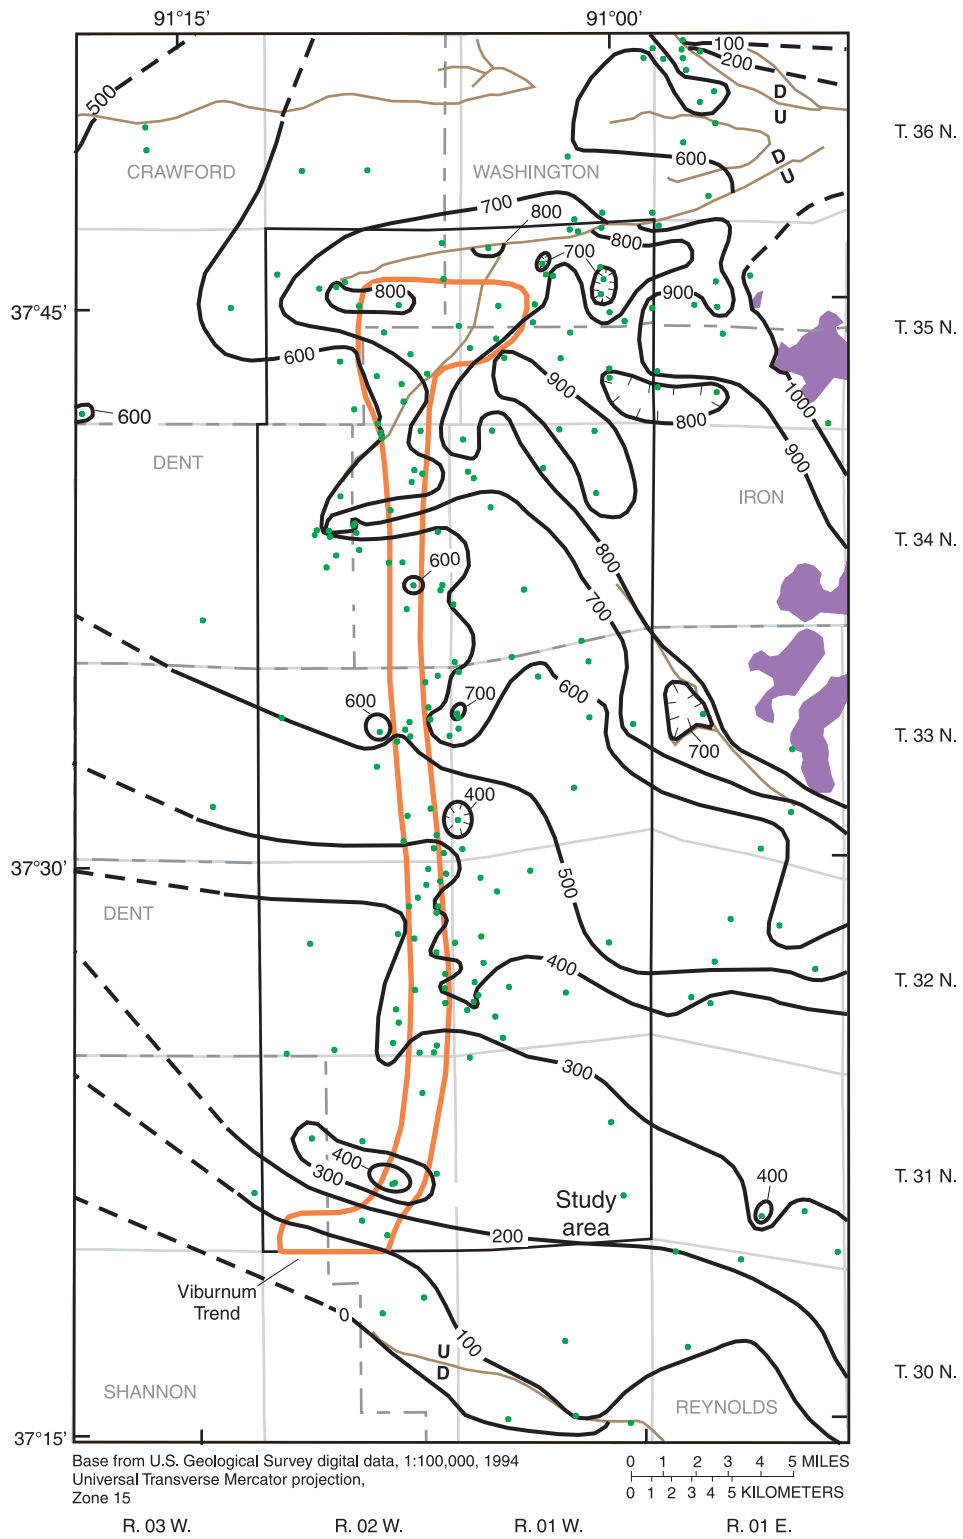 91°15'
91°00'
100
200
500
D
U
T. 36 N.
CRAWFORD
WASHINGTON
600
D
U
700
800
800
700
37°45'
800
900
T. 35 N.
600
900
1000
600
800
DENT
900
IRON
T. 34 N.
800
600
700
600
700
600
T. 33 N.
700
400
37°30'
500
DENT
400
T. 32 N.
300
400
300
400
T. 31 N.
Study
area
200
Viburnum
Trend
0
100
U
D
T. 30 N.
SHANNON
REYNOLDS
37°15'
Base from U.S. Geological Survey digital data, 1:100,000, 1994
Universal Transverse Mercator projection,
Zone 15
0 1 2 3 4 5 MILES
0 1 2 3 4 5 KILOMETERS
R. 03 W.
R. 02 W.
R. 01 W.
R. 01 E.